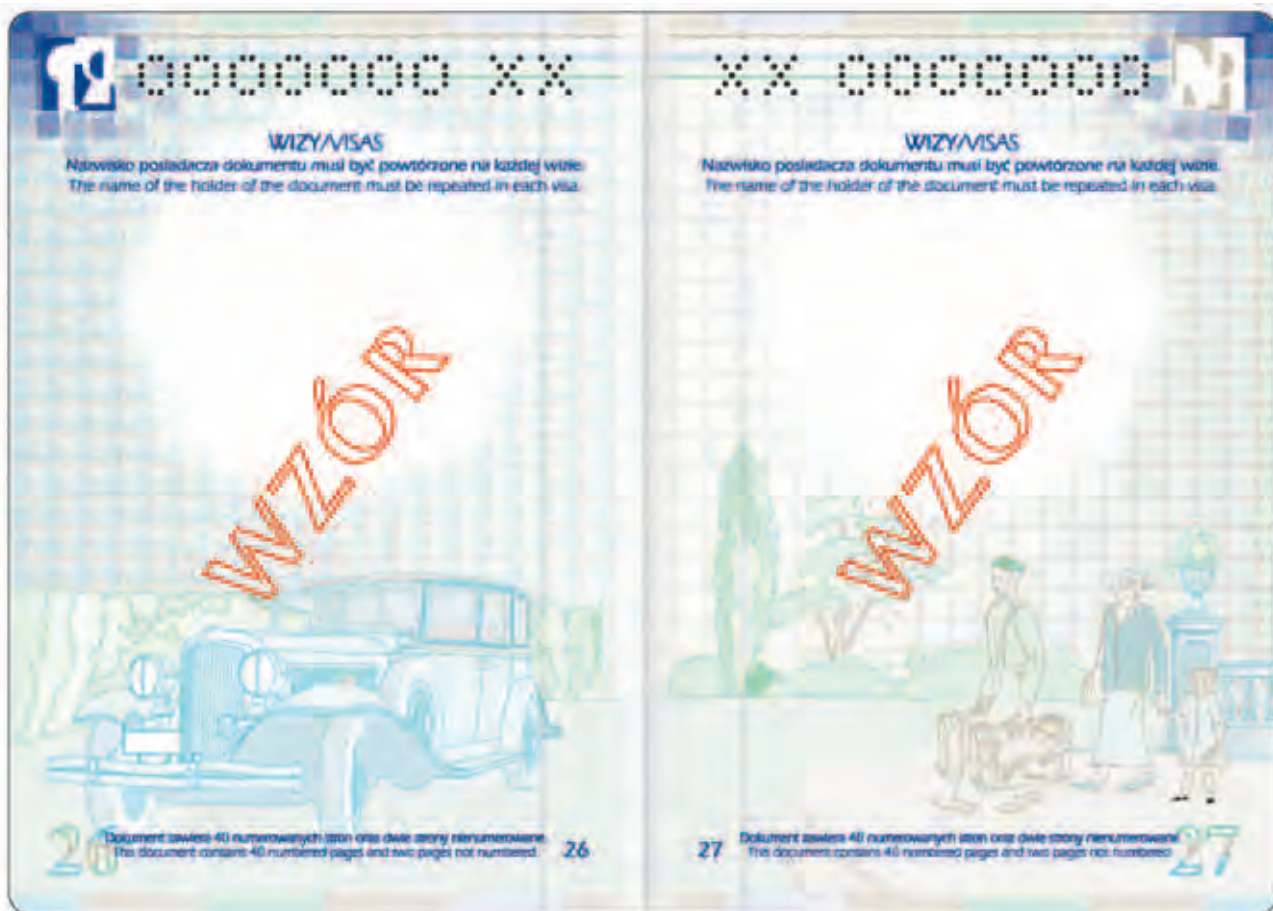 OOOOOOO XX
WIZY/VISAS
Nazwisko posiadacza dokumentu musi być powtórzone na każdej wizie.
The name of the holder of the document must be repeated in each visa.
WZÓR
Dokument zawiera 40 numerowanych stron oraz dwie strony nienumerowane.
This document contains 40 numbered pages and two pages not numbered.
26
26
XX OOOOOOO
WIZY/VISAS
Nazwisko posiadacza dokumentu musi być powtórzone na każdej wizie.
The name of the holder of the document must be repeated in each visa.
WZÓR
27
Dokument zawiera 40 numerowanych stron oraz dwie strony nienumerowane.
This document contains 40 numbered pages and two pages not numbered.
27